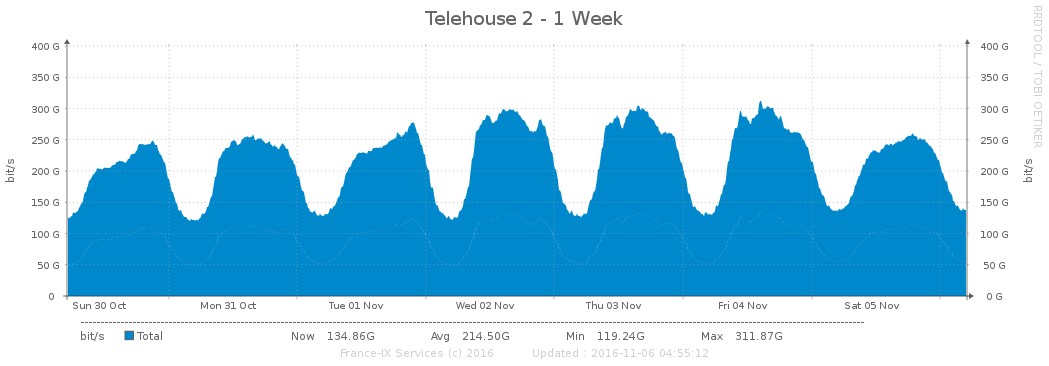 Telehouse 2 - 1 Week
RRDTOOL / TOBI OETIKER
400 G 400 G
350 G 350 G
300 G 300 G
250 G 250 G
200 G 200 G
150 G 150 G
100 G 100 G
50 G 50 G
0 0 G
bit/s bit/s
Sun 30 Oct Mon 31 Oct Tue 01 Nov Wed 02 Nov Thu 03 Nov Fri 04 Nov Sat 05 Nov
bit/s Total Now 134.86G Avg 214.50G Min 119.24G Max 311.87G
France-IX Services (c) 2016 Updated : 2016-11-06 04:55:12